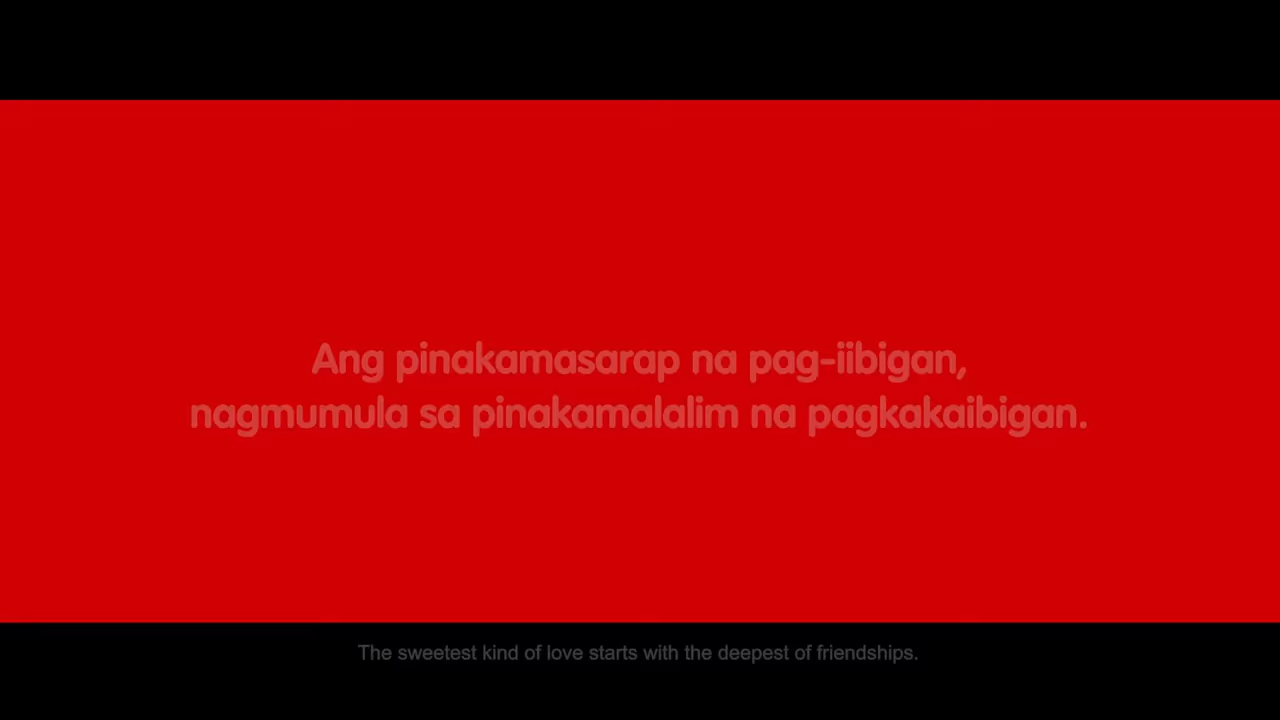 Ang pinakamasarap na pag-iibigan,
nagmumula sa pinakamalalim na pagkakaibigan.
The sweetest kind of love starts with the deepest of friendships.